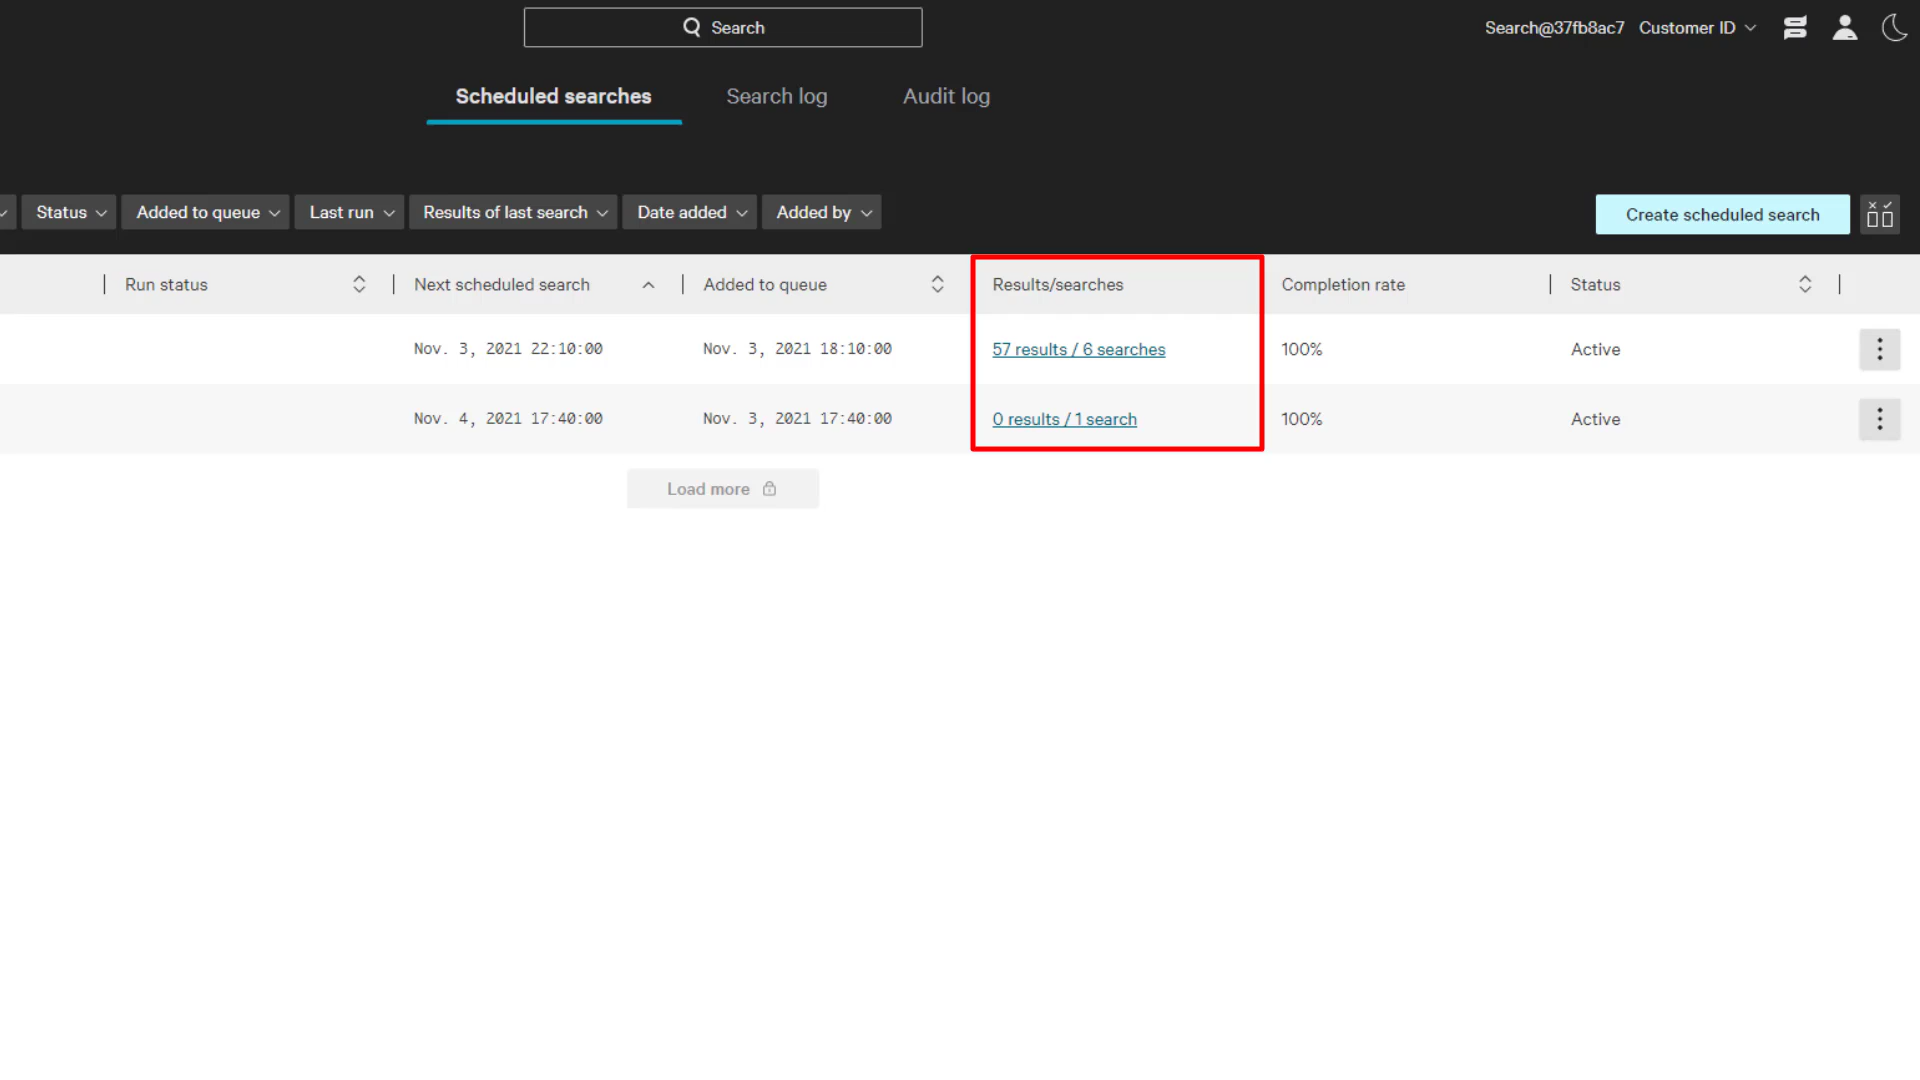 Search
Search@37fb8ac7 Customer ID
Scheduled searches Search log Audit log
Status Added to queue Last run Results of last search Date added Added by Create scheduled search
Run status Next scheduled search Added to queue Results/searches Completion rate Status
Nov. 3, 2021 22:10:00 Nov. 3, 2021 18:10:00 57 results / 6 searches 100% Active
Nov. 4, 2021 17:40:00 Nov. 3, 2021 17:40:00 0 results / 1 search 100% Active
Load more